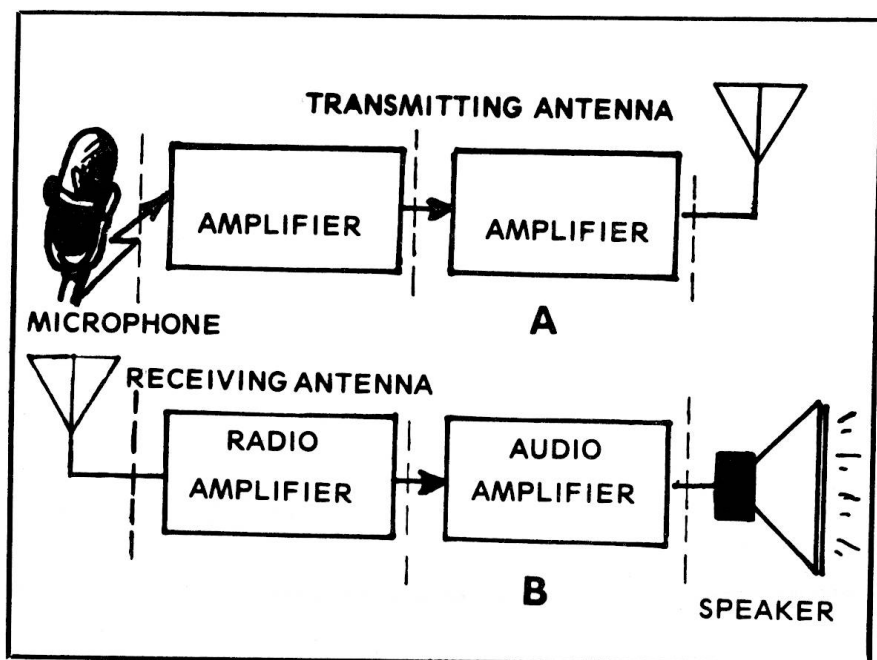 TRANSMITTING ANTENNA
AMPLIFIER
AMPLIFIER
MICROPHONE
A
RECEIVING ANTENNA
RADIO
AMPLIFIER
AUDIO
AMPLIFIER
B
SPEAKER